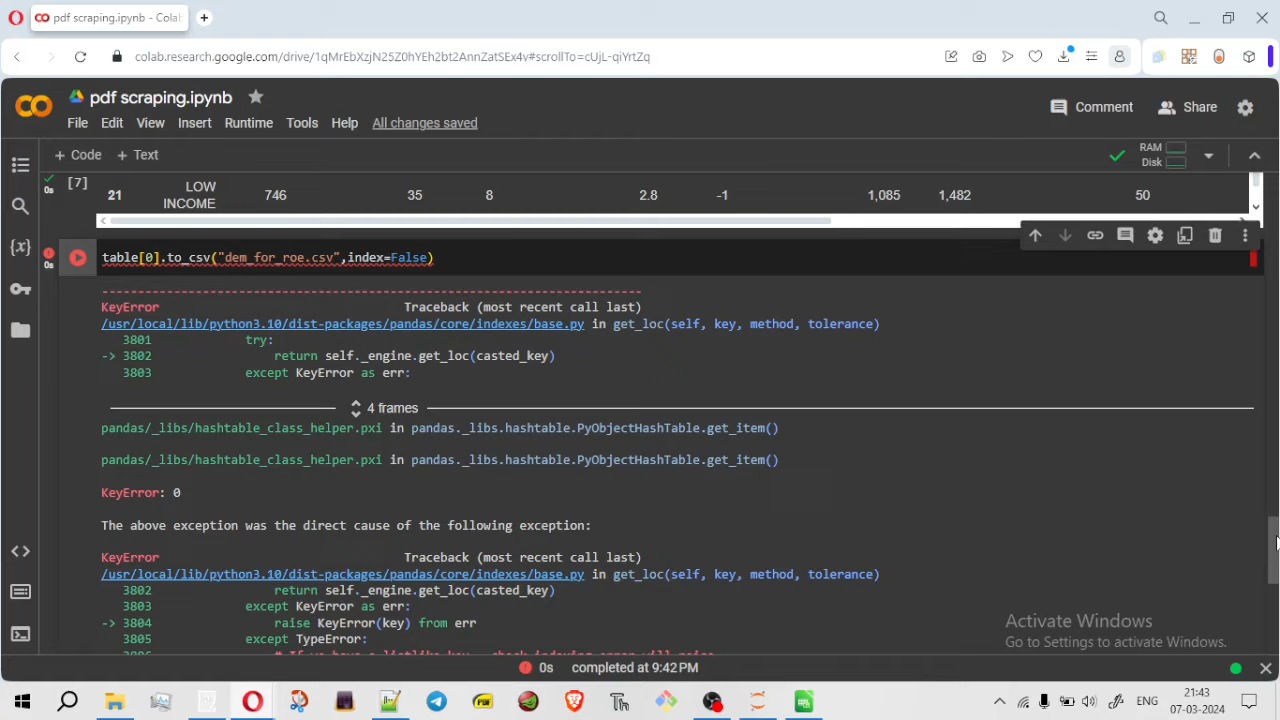 pdf scraping.ipynb - Colab
colab.research.google.com/drive/1qMrEbXzjN25Z0hYEh2bt2AnnZatSEx4v#scrollTo=cUjL-qiYrtZq
pdf scraping.ipynb
Comment
Share
File Edit View Insert Runtime Tools Help All changes saved
+ Code + Text
RAM
Disk
0s
[7]
21 LOW INCOME 746 35 8 2.8 -1 1,085 1,482 50
0s
table[0].to_csv("dem_for_roe.csv",index=False)
---------------------------------------------------------------------------
KeyError Traceback (most recent call last)
/usr/local/lib/python3.10/dist-packages/pandas/core/indexes/base.py in get_loc(self, key, method, tolerance)
3801 try:
-> 3802 return self._engine.get_loc(casted_key)
3803 except KeyError as err:
4 frames
pandas/_libs/hashtable_class_helper.pxi in pandas._libs.hashtable.PyObjectHashTable.get_item()
pandas/_libs/hashtable_class_helper.pxi in pandas._libs.hashtable.PyObjectHashTable.get_item()
KeyError: 0
The above exception was the direct cause of the following exception:
KeyError Traceback (most recent call last)
/usr/local/lib/python3.10/dist-packages/pandas/core/indexes/base.py in get_loc(self, key, method, tolerance)
3802 return self._engine.get_loc(casted_key)
3803 except KeyError as err:
-> 3804 raise KeyError(key) from err
3805 except TypeError:
Activate Windows
Go to Settings to activate Windows.
0s completed at 9:42 PM
ENG
21:43
07-03-2024